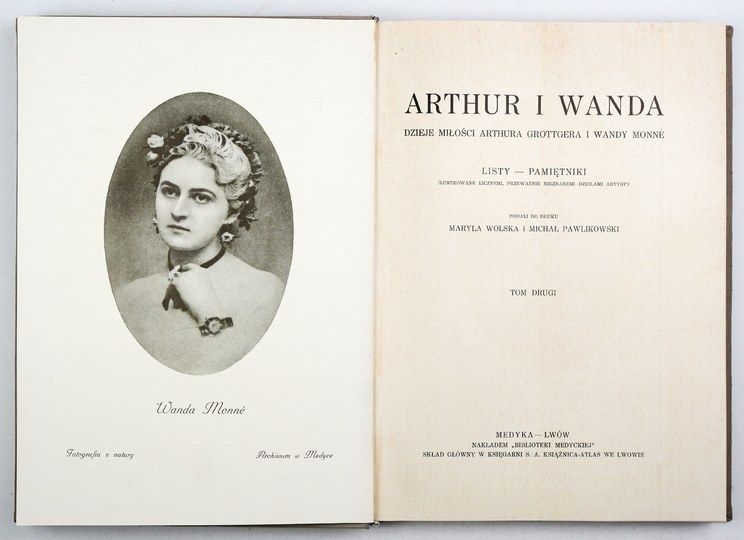 Wanda Monné
Fotografia z natury
Archiwum w Medyce
ARTHUR I WANDA
DZIEJE MIŁOŚCI ARTHURA GROTTGERA I WANDY MONNÉ
LISTY — PAMIĘTNIKI
ILUSTROWANE LICZNEMI, PRZEWAŻNIE NIEZNANEMI DZIEŁAMI ARTYSTY
PODALI DO DRUKU
MARYLA WOLSKA i MICHAŁ PAWLIKOWSKI
TOM DRUGI
MEDYKA — LWÓW
NAKŁADEM „BIBLIOTEKI MEDYCKIEJ"
SKŁAD GŁÓWNY W KSIĘGARNI S. A. KSIĄŻNICA-ATLAS WE LWOWIE